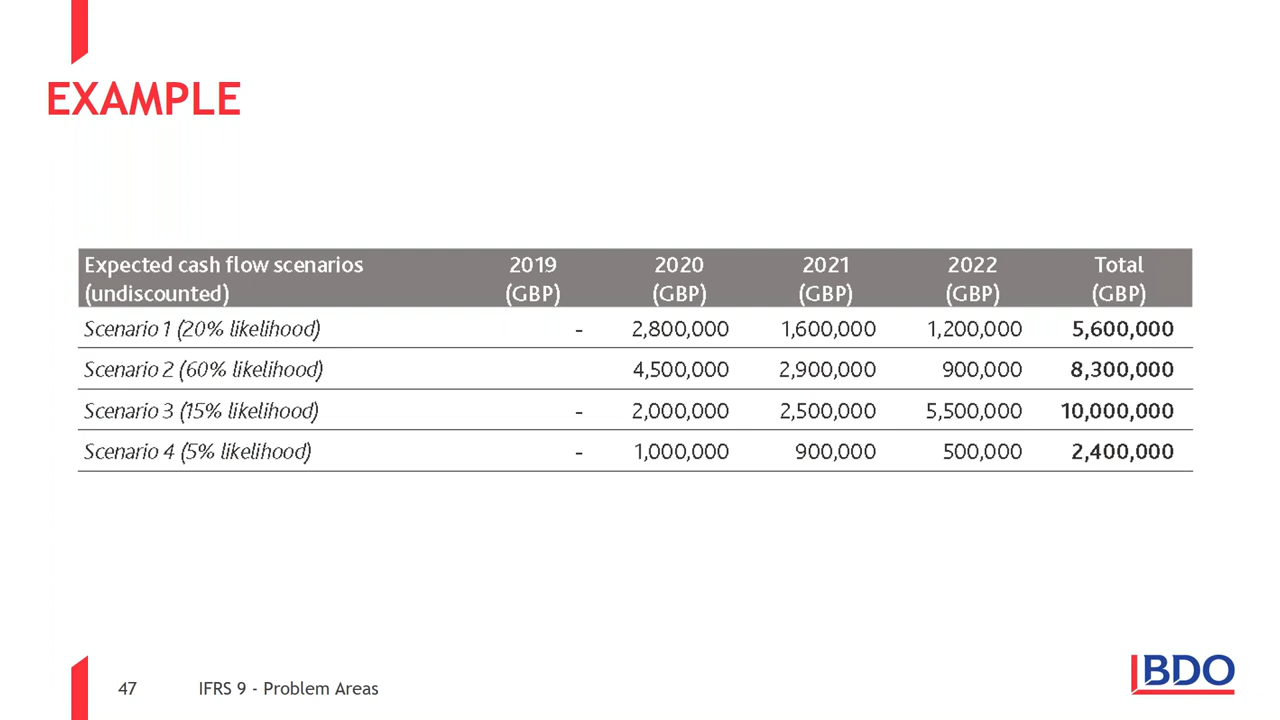 EXAMPLE
Expected cash flow scenarios (undiscounted) 2019 (GBP) 2020 (GBP) 2021 (GBP) 2022 (GBP) Total (GBP)
Scenario 1 (20% likelihood) - 2,800,000 1,600,000 1,200,000 5,600,000
Scenario 2 (60% likelihood) 4,500,000 2,900,000 900,000 8,300,000
Scenario 3 (15% likelihood) - 2,000,000 2,500,000 5,500,000 10,000,000
Scenario 4 (5% likelihood) - 1,000,000 900,000 500,000 2,400,000
47 IFRS 9 - Problem Areas
BDO